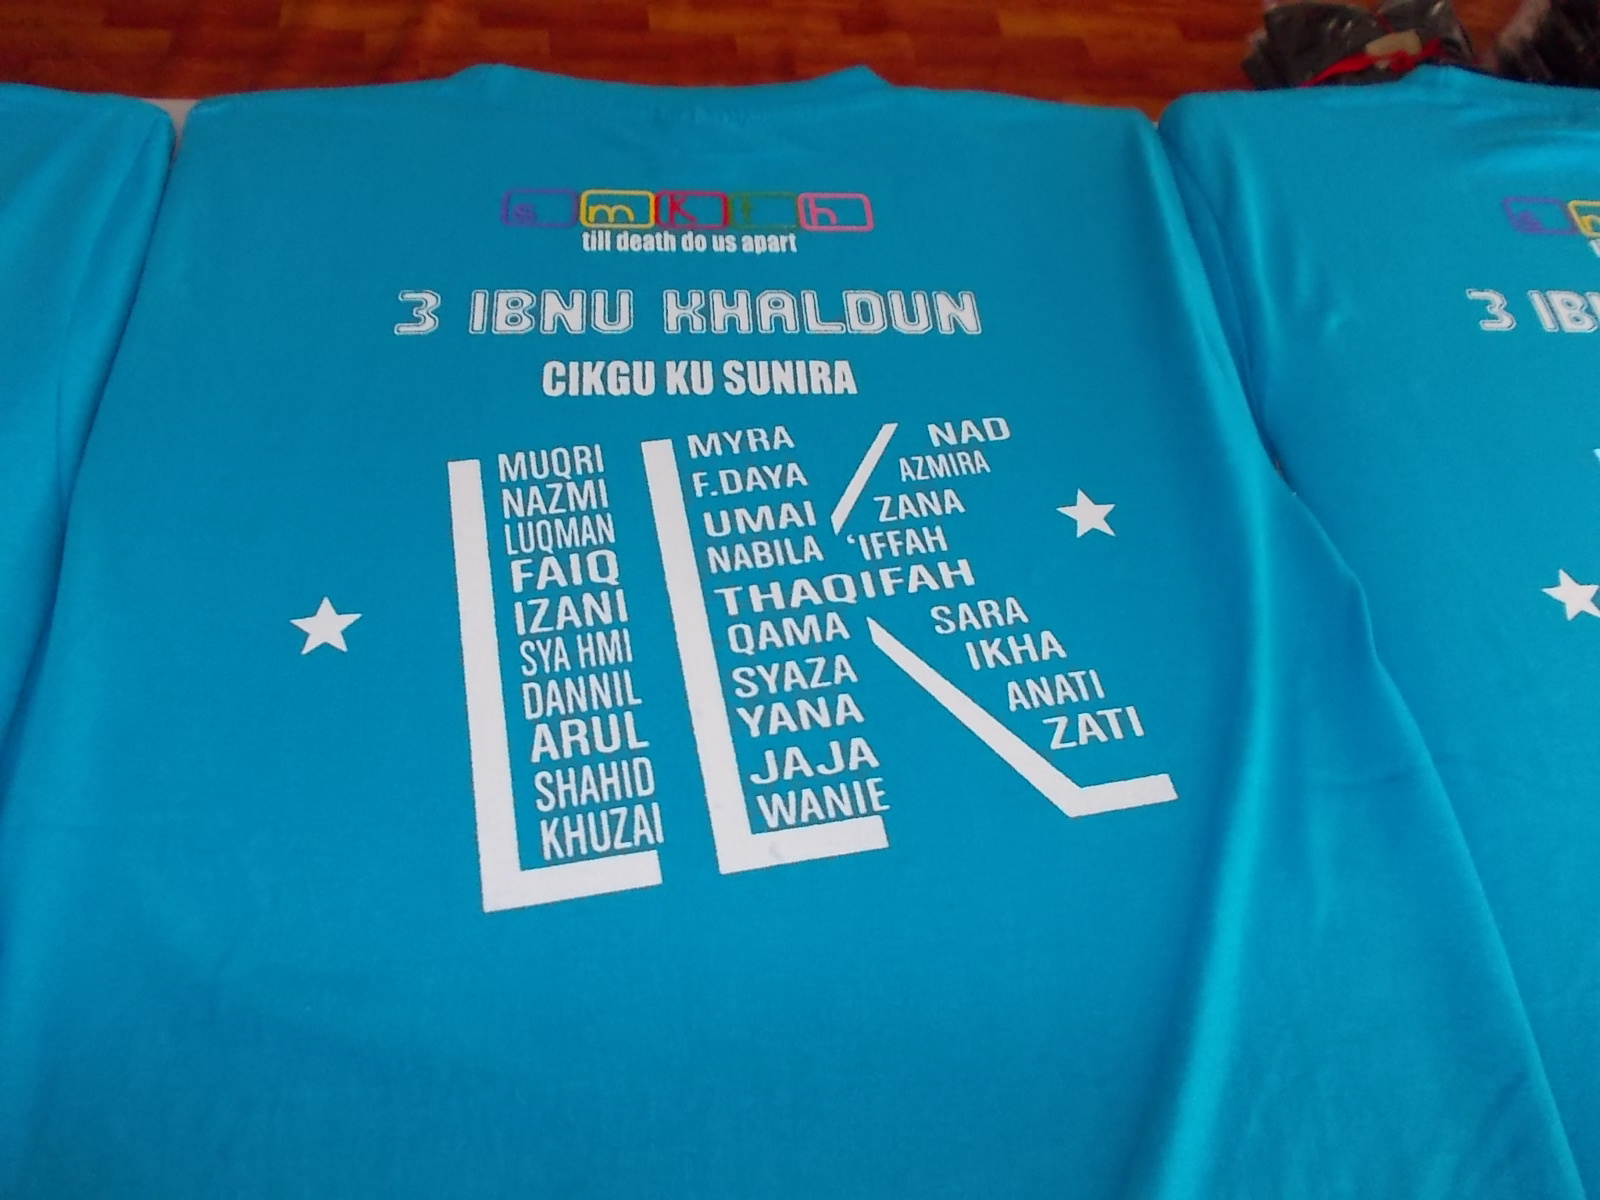 smkth
till death do us apart
3 IBNU KHALDUN
CIKGU KU SUNIRA
MUQRI
NAZMI
LUQMAN
FAIQ
IZANI
SYAHMI
DANNIL
ARUL
SHAHID
KHUZAI
MYRA
F.DAYA
UMAI
NABILA
THAQIFAH
QAMA
SYAZA
YANA
JAJA
WANIE
NAD
AZMIRA
ZANA
‘IFFAH
SARA
IKHA
ANATI
ZATI
3 IB